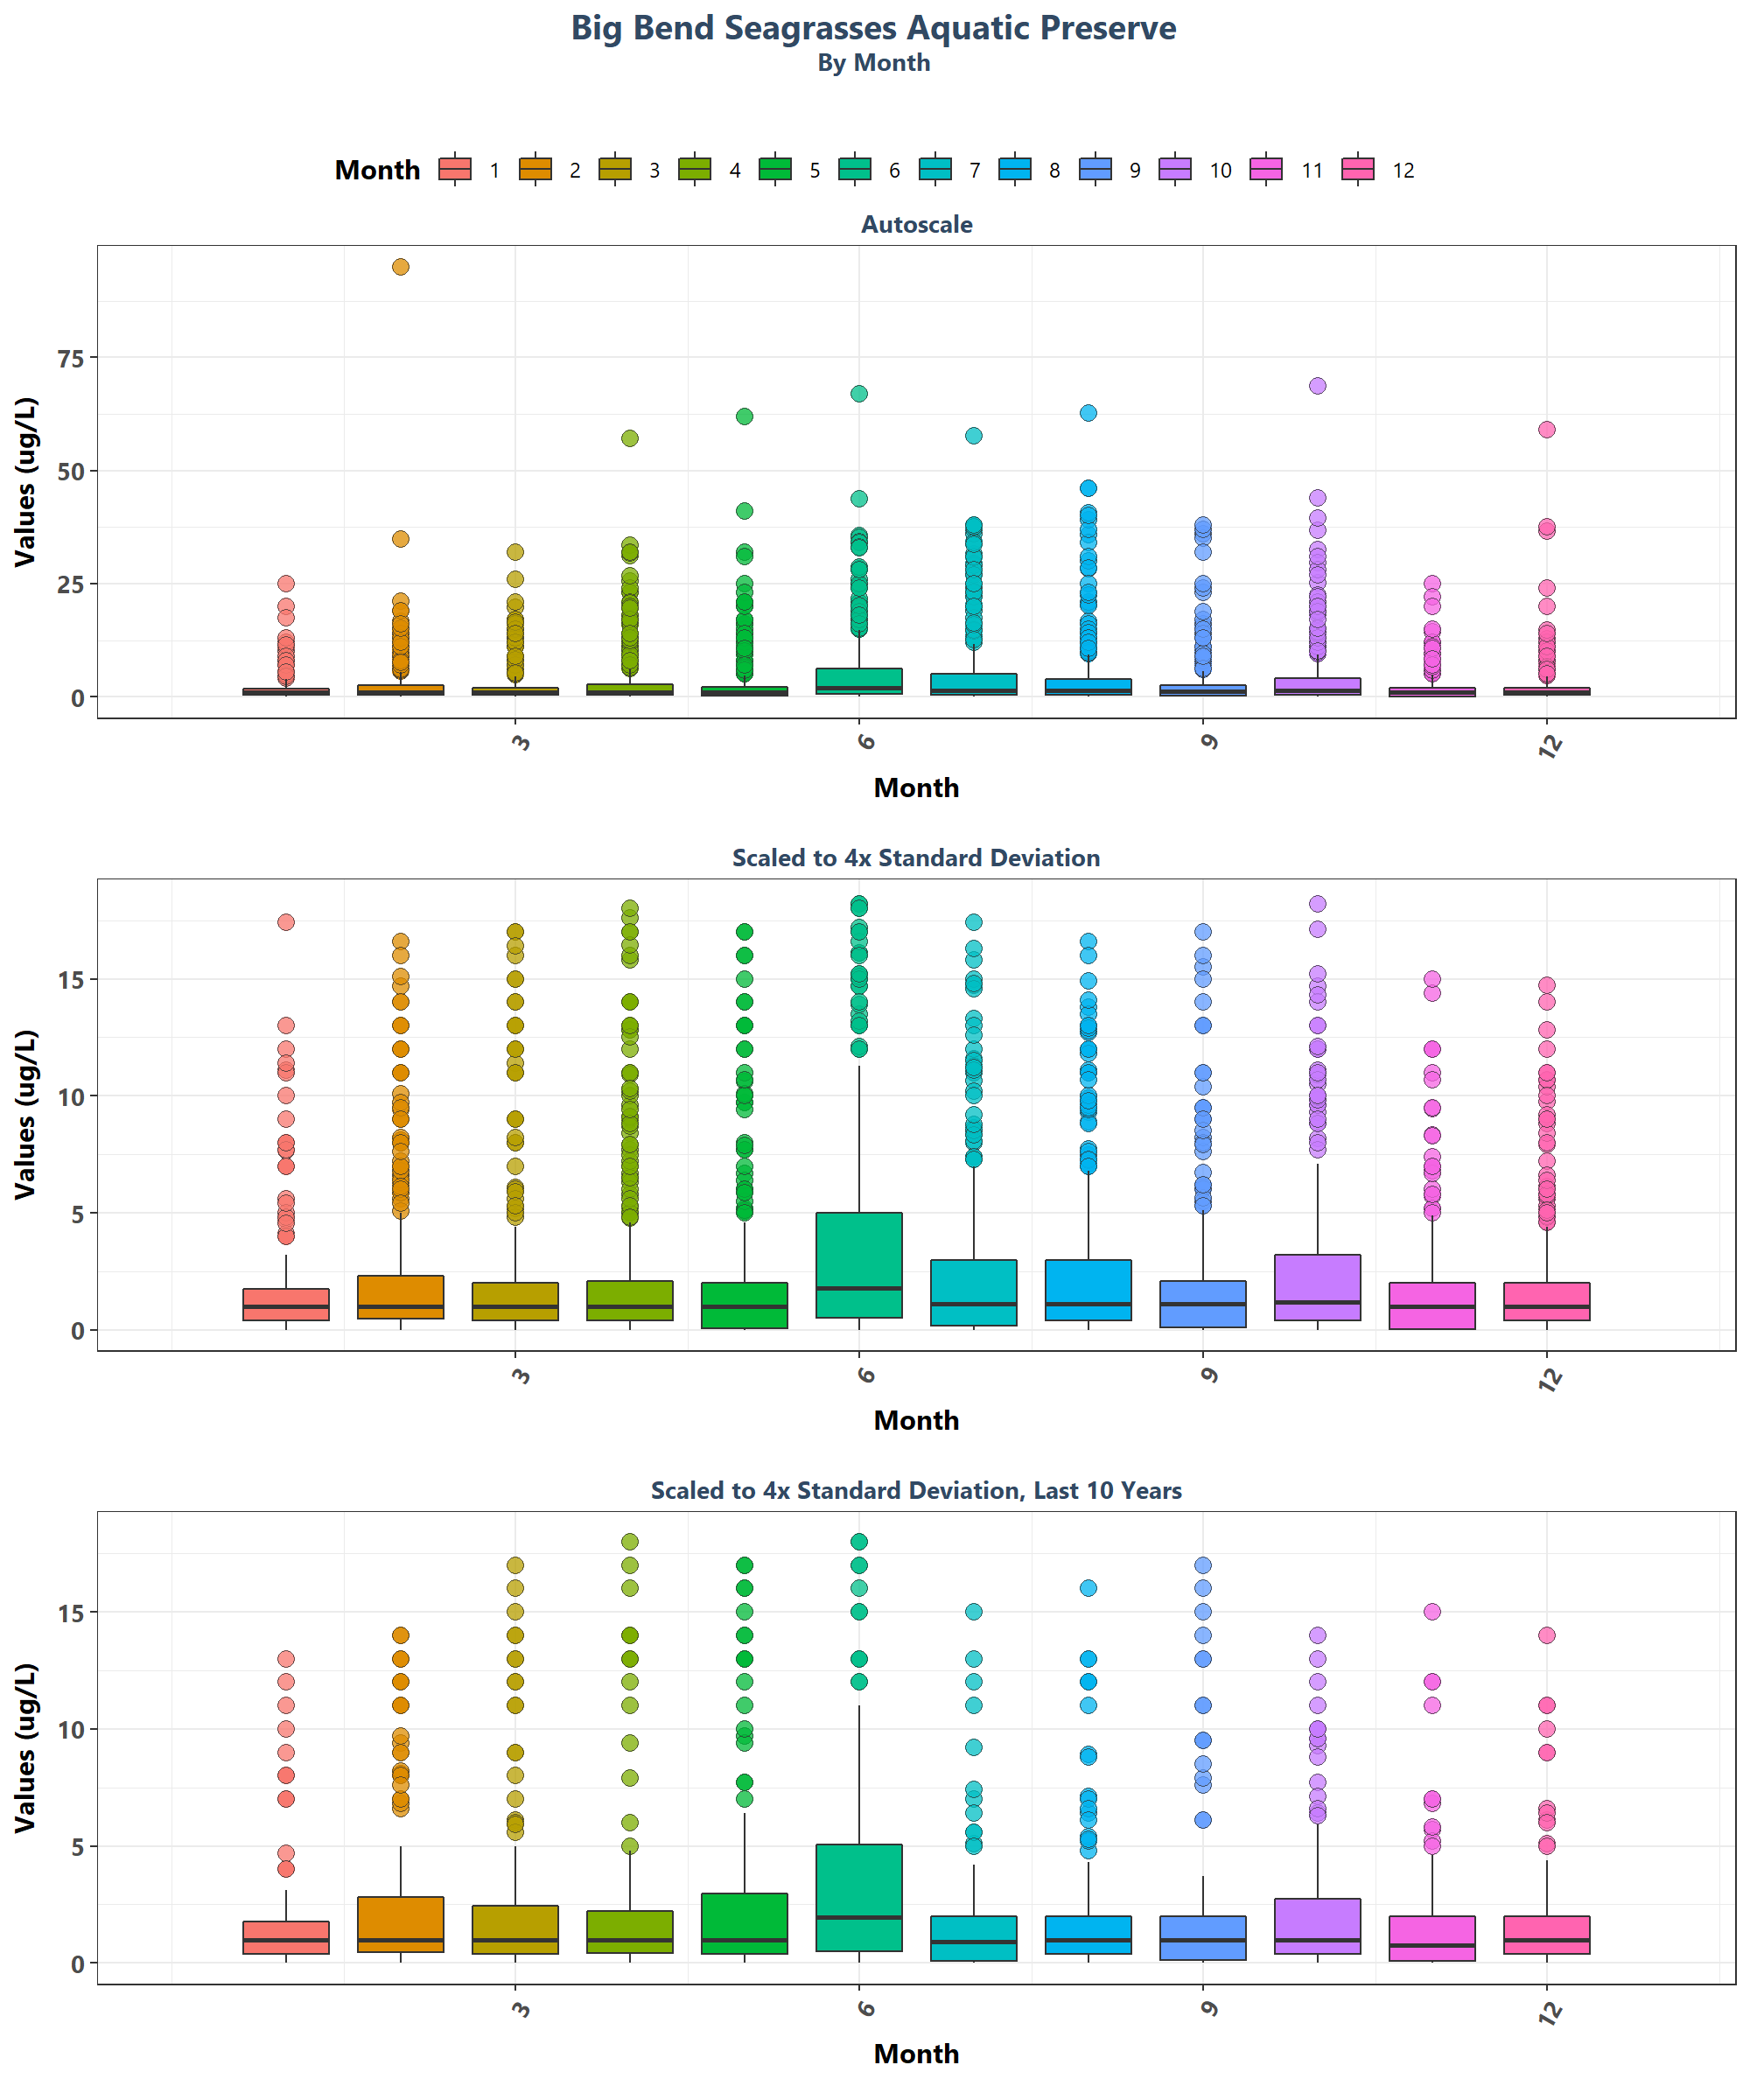 Big Bend Seagrasses Aquatic Preserve
By Month
Month 1 2 3 4 5 6 7 8 9 10 11 12
Autoscale
Values (ug/L)
75
50
25
0
3 6 9 12
Month
Scaled to 4x Standard Deviation
Values (ug/L)
15
10
5
0
3 6 9 12
Month
Scaled to 4x Standard Deviation, Last 10 Years
Values (ug/L)
15
10
5
0
3 6 9 12
Month